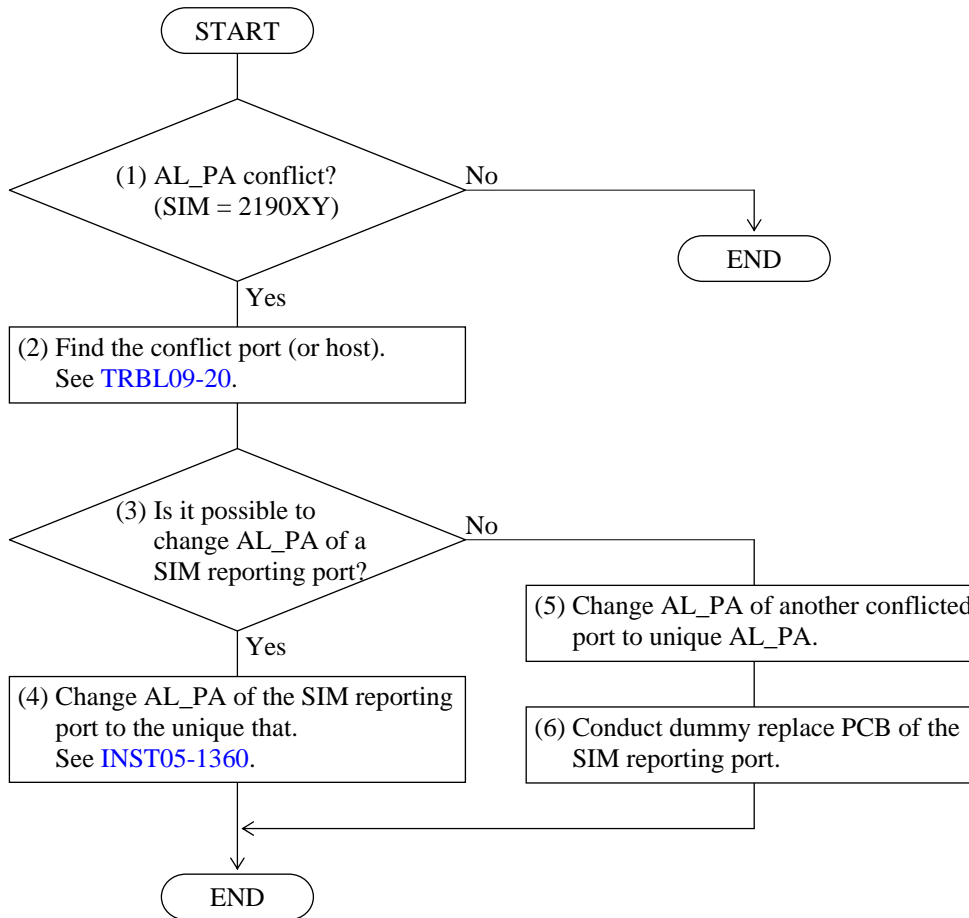 START
(1) AL_PA conflict?
(SIM = 2190XY)
No
END
Yes
(2) Find the conflict port (or host).
See TRBL09-20.
(3) Is it possible to
change AL_PA of a
SIM reporting port?
No
Yes
(4) Change AL_PA of the SIM reporting
port to the unique that.
See INST05-1360.
(5) Change AL_PA of another conflicted
port to unique AL_PA.
(6) Conduct dummy replace PCB of the
SIM reporting port.
END